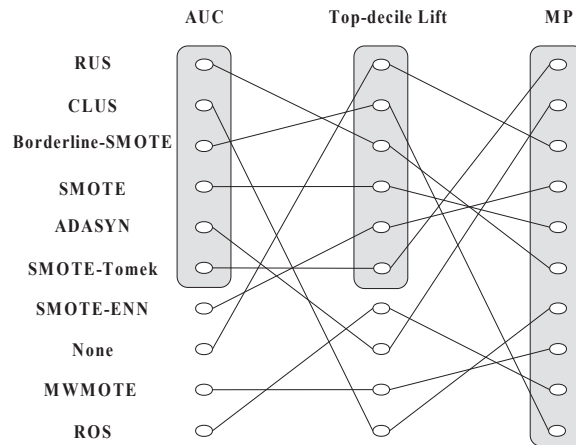 AUC Top-decile Lift MP
RUS
CLUS
Borderline-SMOTE
SMOTE
ADASYN
SMOTE-Tomek
SMOTE-ENN
None
MWMOTE
ROS